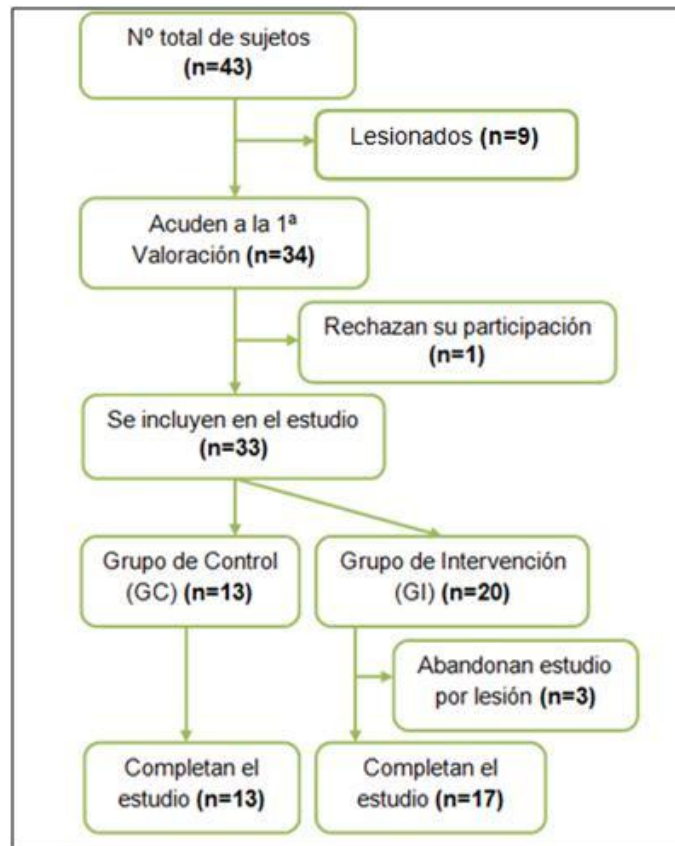 Nº total de sujetos
(n=43)
Lesionados (n=9)
Acuden a la 1ª
Valoración (n=34)
Rechazan su participación
(n=1)
Se incluyen en el estudio
(n=33)
Grupo de Control
(GC) (n=13)
Grupo de Intervención
(GI) (n=20)
Abandonan estudio
por lesión (n=3)
Completan el
estudio (n=13)
Completan el
estudio (n=17)